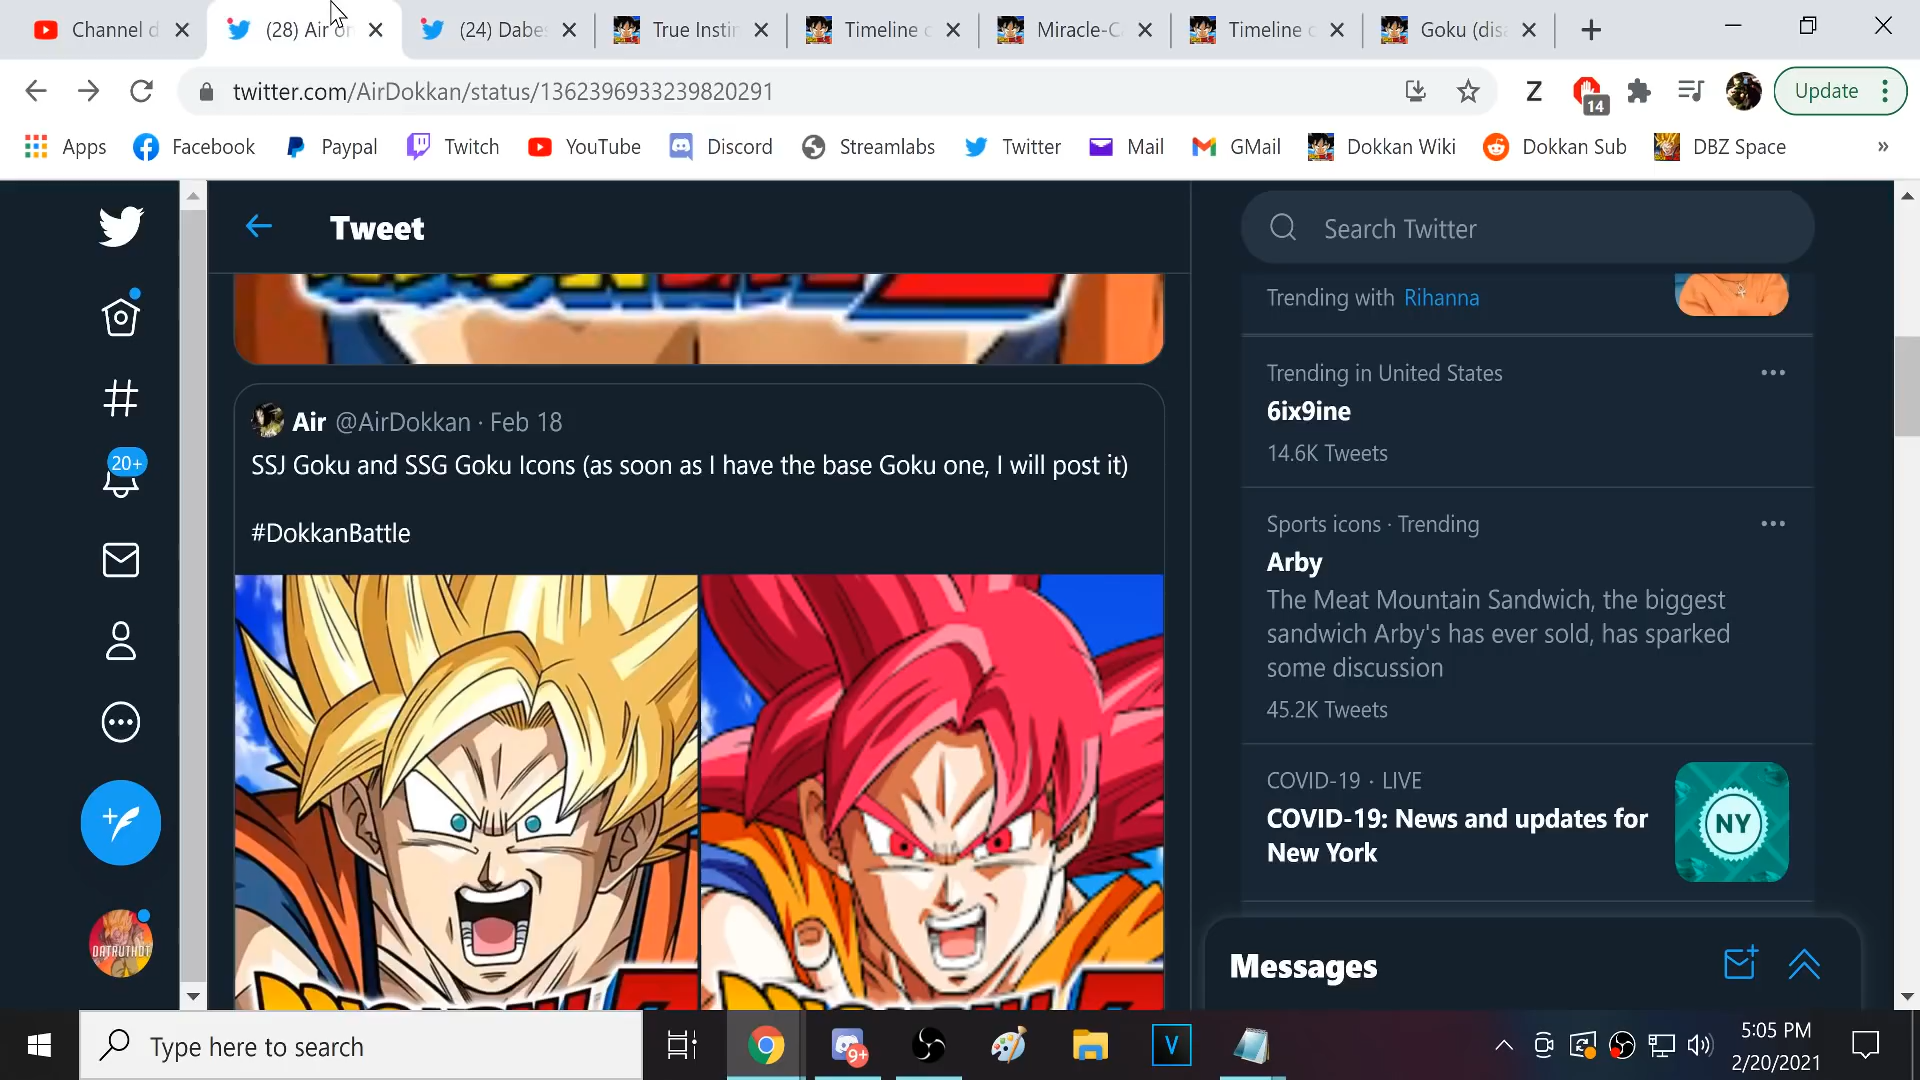 Channel d
(28) Air on
(24) Dabes
True Instin
Timeline c
Miracle-C
Timeline c
Goku (disa
twitter.com/AirDokkan/status/1362396933239820291
Z
14
Update
Apps
Facebook
Paypal
Twitch
YouTube
Discord
Streamlabs
Twitter
Mail
GMail
Dokkan Wiki
Dokkan Sub
DBZ Space
»
Tweet
Search Twitter
Trending with Rihanna
Air @AirDokkan · Feb 18
SSJ Goku and SSG Goku Icons (as soon as I have the base Goku one, I will post it)
#DokkanBattle
Trending in United States
6ix9ine
14.6K Tweets
Sports icons · Trending
Arby
The Meat Mountain Sandwich, the biggest
sandwich Arby's has ever sold, has sparked
some discussion
45.2K Tweets
COVID-19 · LIVE
COVID-19: News and updates for
New York
NY
20+
DATRUTHDT
Messages
Type here to search
9+
V
5:05 PM
2/20/2021